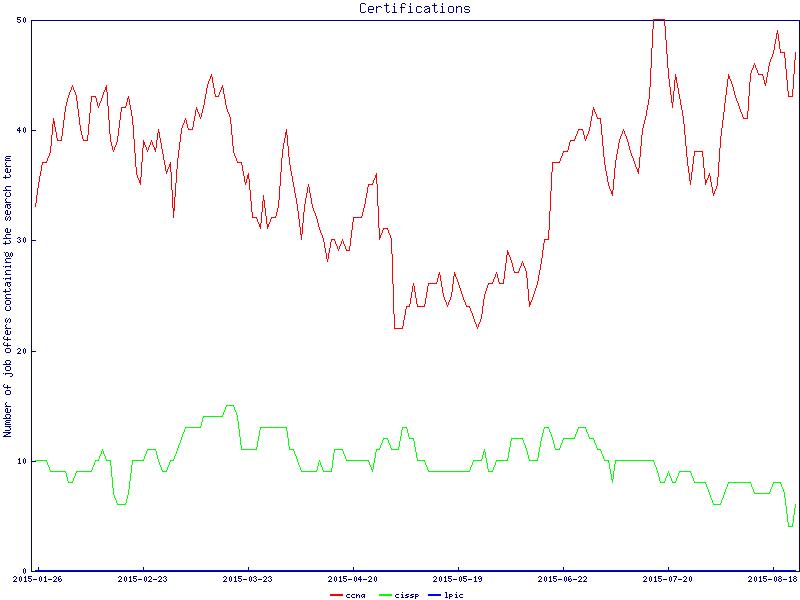 Certifications
Number of job offers containing the search term
50
40
30
20
10
0
2015-01-26 2015-02-23 2015-03-23 2015-04-20 2015-05-19 2015-06-22 2015-07-20 2015-08-18
ccna cissp lpic